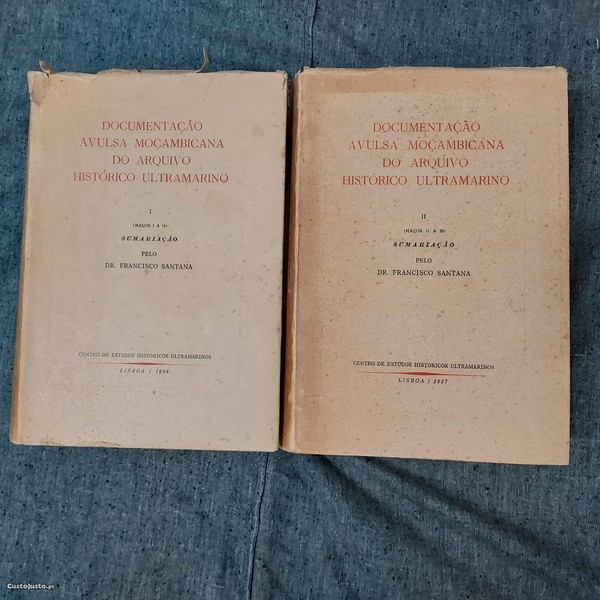 DOCUMENTAÇÃO
AVULSA MOÇAMBICANA
DO ARQUIVO
HISTÓRICO ULTRAMARINO
I
SUMARIAÇÃO
PELO
DR. FRANCISCO SANTANA
CENTRO DE ESTUDOS HISTÓRICOS ULTRAMARINOS
LISBOA / 1964
DOCUMENTAÇÃO
AVULSA MOÇAMBICANA
DO ARQUIVO
HISTÓRICO ULTRAMARINO
II
SUMARIAÇÃO
PELO
DR. FRANCISCO SANTANA
CENTRO DE ESTUDOS HISTÓRICOS ULTRAMARINOS
LISBOA / 1967
CustoJusto.pt